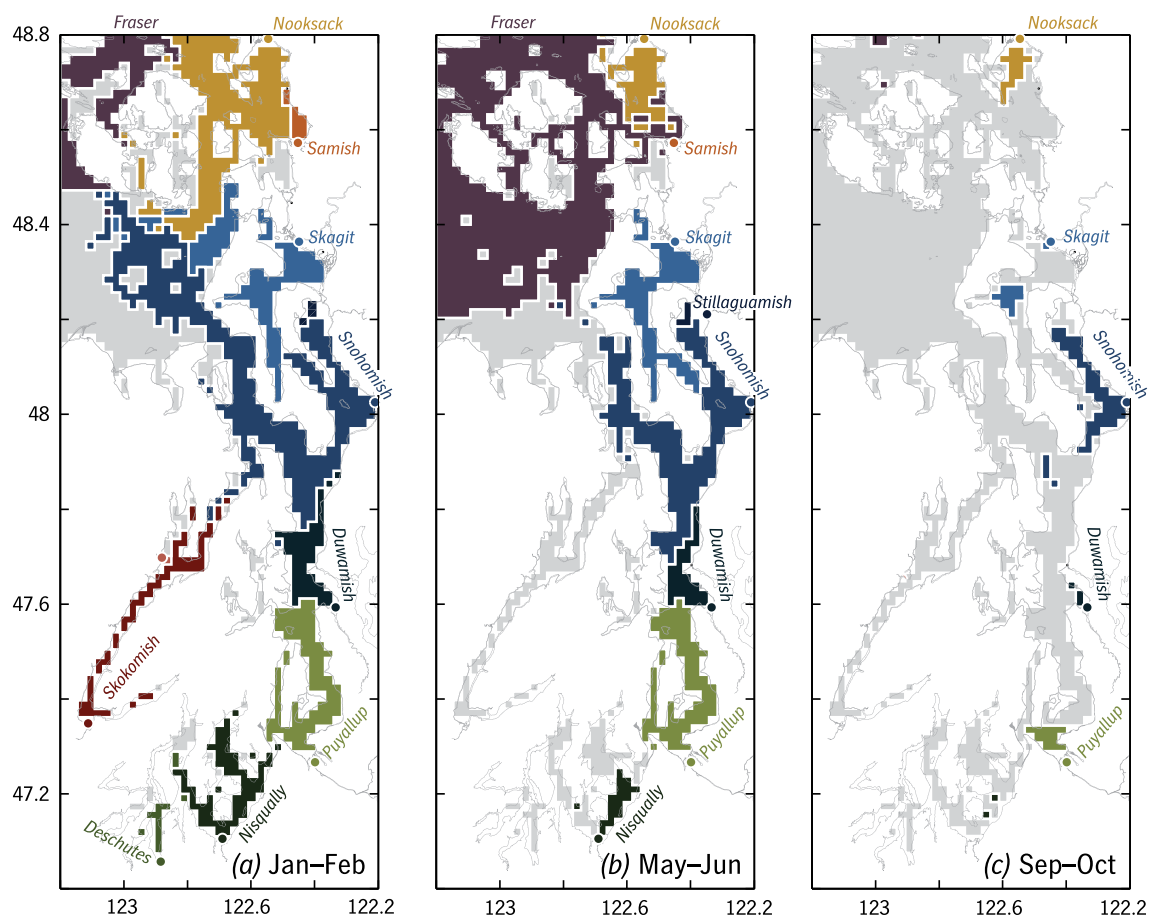 Fraser
Nooksack
Fraser
Nooksack
Nooksack
48.8
Samish
Samish
48.4
Skagit
Skagit
Skagit
Stillaguamish
Snohomish
Snohomish
Snohomish
48
Duwamish
Duwamish
Duwamish
47.6
Skokomish
Puyallup
Puyallup
Puyallup
47.2
Nisqually
Nisqually
Deschutes
(a) Jan–Feb
(b) May–Jun
(c) Sep–Oct
123 122.6 122.2
123 122.6 122.2
123 122.6 122.2